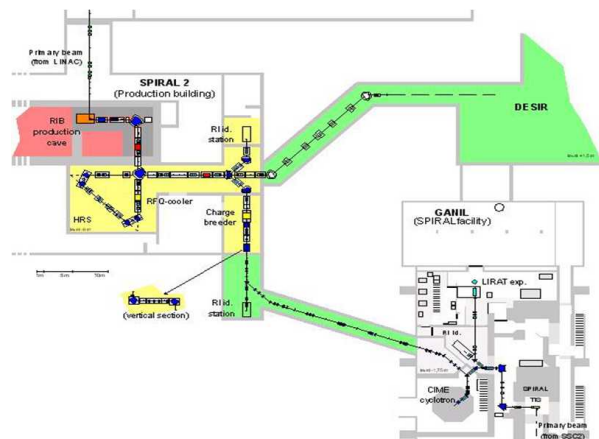 Primary beam
(from LINAC)
SPIRAL 2
(Production building)
RIB
production
cave
RI id.
station
DESIR
HRS
RFQ-cooler
Charge
breeder
GANIL
(SPIRAL facility)
LIRAT exp.
(vertical section)
RI id.
station
RI id.
CIME
cyclotron
SPIRAL
TIS
Primary beam
(from SSC2)